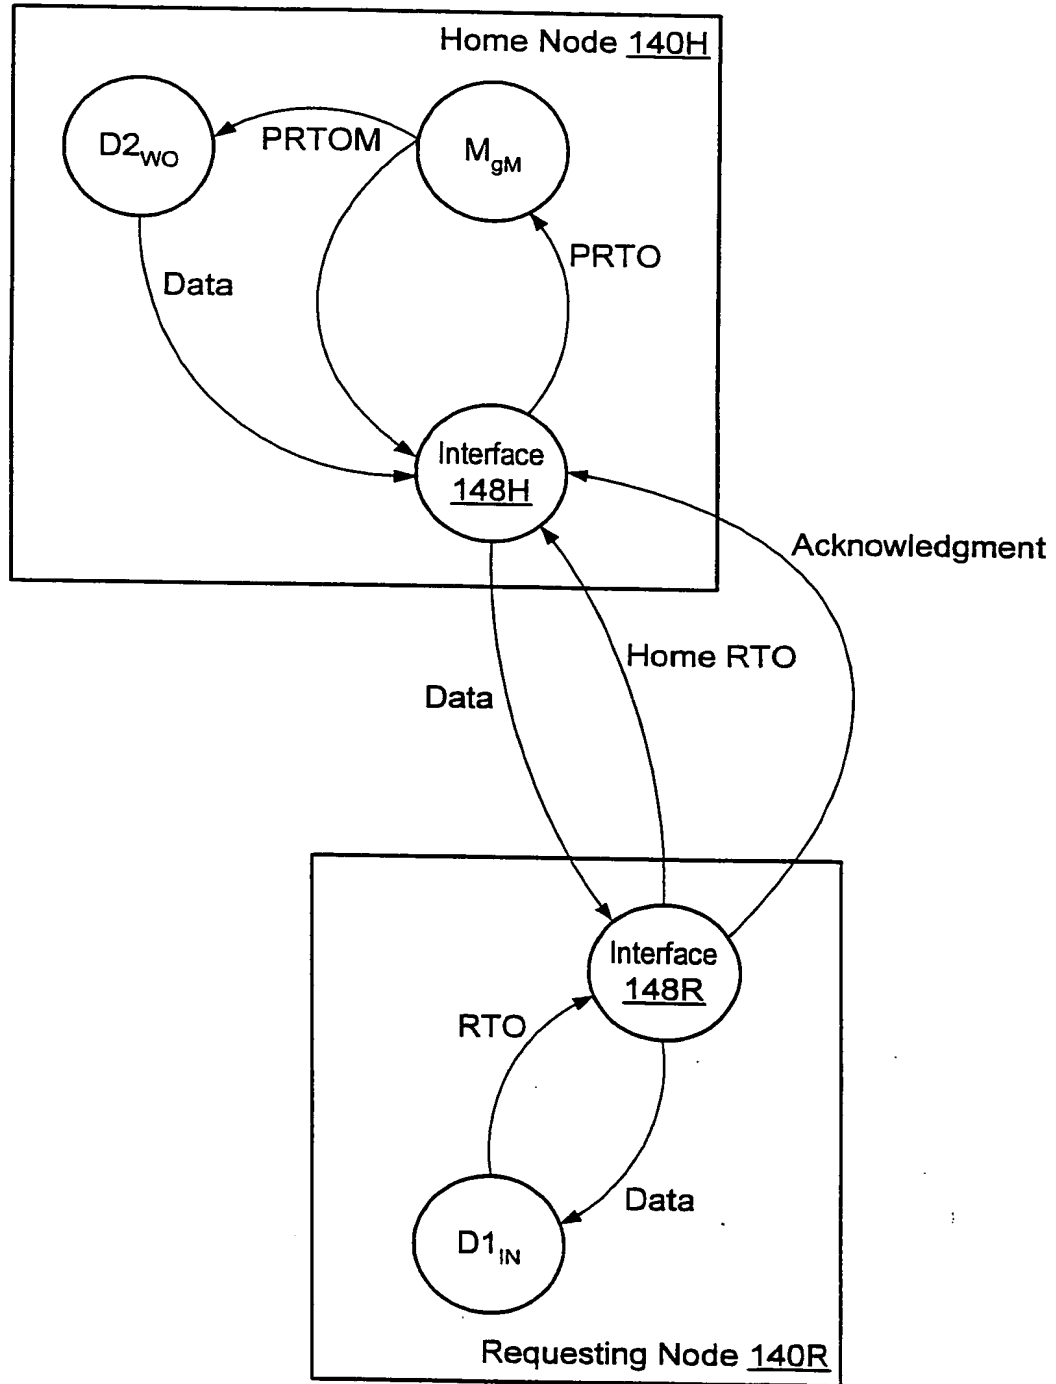 Home Node 140H
D2WO
PRTOM
MgM
PRTO
Data
Interface
148H
Acknowledgment
Home RTO
Data
Interface
148R
RTO
Data
D1IN
Requesting Node 140R